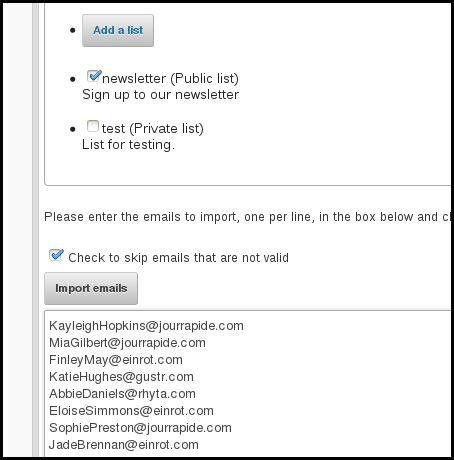 Add a list
newsletter (Public list)
Sign up to our newsletter
test (Private list)
List for testing.
Please enter the emails to import, one per line, in the box below and
Check to skip emails that are not valid
Import emails
KayleighHopkins@jourrapide.com
MiaGilbert@jourrapide.com
FinleyMay@einrot.com
KatieHughes@gustr.com
AbbieDaniels@rhyta.com
EloiseSimmons@einrot.com
SophiePreston@jourrapide.com
JadeBrennan@einrot.com